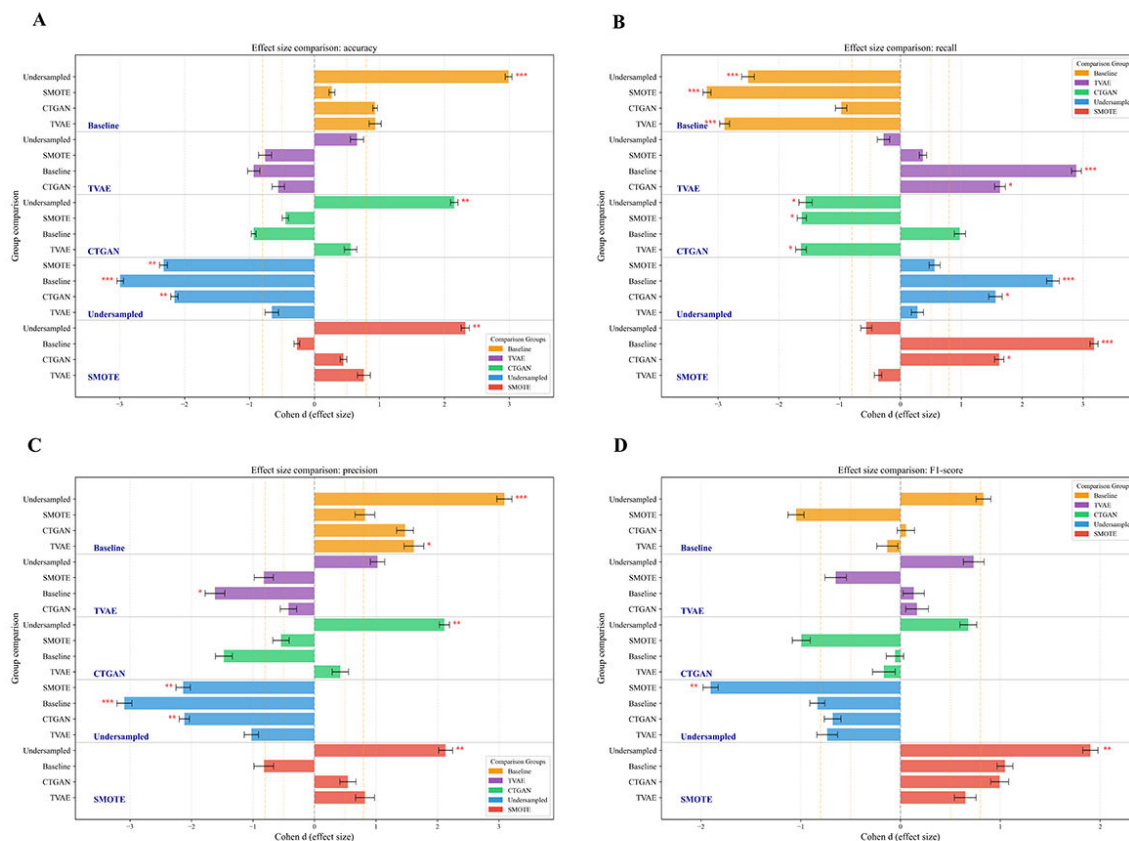 A
Effect size comparison: accuracy
Undersampled ***
SMOTE
CTGAN
TVAE
Baseline
Undersampled
SMOTE
Baseline
CTGAN
TVAE
Undersampled **
SMOTE
Baseline
TVAE
CTGAN
SMOTE **
Baseline ***
CTGAN **
TVAE
Undersampled
Undersampled **
Baseline
CTGAN
TVAE
SMOTE
Group comparison
Comparison Groups
Baseline
TVAE
CTGAN
Undersampled
SMOTE
−3 −2 −1 0 1 2 3
Cohen d (effect size)
B
Effect size comparison: recall
Undersampled ***
SMOTE ***
CTGAN
TVAE ***
Baseline
Undersampled
SMOTE
Baseline ***
CTGAN *
TVAE
Undersampled *
SMOTE *
Baseline
TVAE *
CTGAN
SMOTE
Baseline ***
CTGAN *
TVAE
Undersampled
Undersampled
Baseline ***
CTGAN *
TVAE
SMOTE
Group comparison
Comparison Group
Baseline
TVAE
CTGAN
Undersampled
SMOTE
−3 −2 −1 0 1 2 3
Cohen d (effect size)
C
Effect size comparison: precision
Undersampled ***
SMOTE
CTGAN
TVAE *
Baseline
Undersampled
SMOTE
Baseline *
CTGAN
TVAE
Undersampled **
SMOTE
Baseline
TVAE
CTGAN
SMOTE **
Baseline ***
CTGAN **
TVAE
Undersampled
Undersampled **
Baseline
CTGAN
TVAE
SMOTE
Group comparison
Comparison Groups
Baseline
TVAE
CTGAN
Undersampled
SMOTE
−3 −2 −1 0 1 2 3
Cohen d (effect size)
D
Effect size comparison: F1-score
Undersampled
SMOTE
CTGAN
TVAE
Baseline
Undersampled
SMOTE
Baseline
CTGAN
TVAE
Undersampled
SMOTE
Baseline
TVAE
CTGAN
SMOTE **
Baseline
CTGAN
TVAE
Undersampled
Undersampled **
Baseline
CTGAN
TVAE
SMOTE
Group comparison
Comparison Group
Baseline
TVAE
CTGAN
Undersampled
SMOTE
−2 −1 0 1 2
Cohen d (effect size)